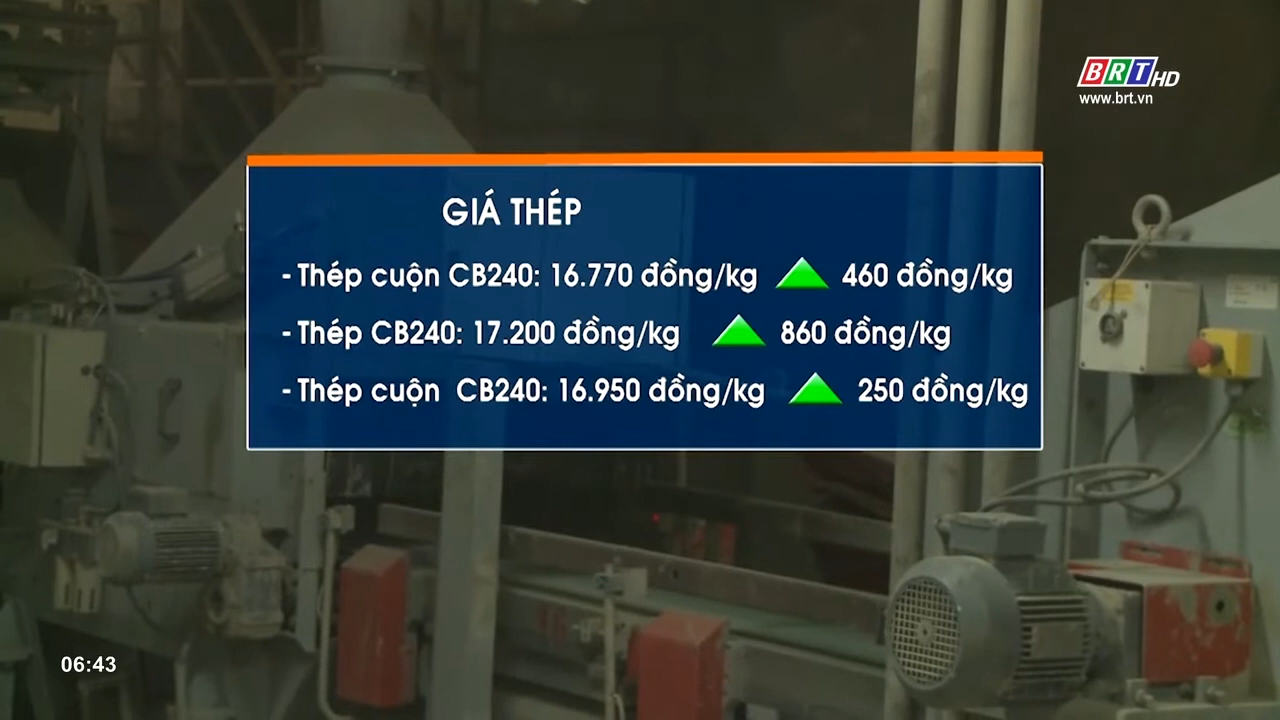 BRT HD
www.brt.vn
GIÁ THÉP
- Thép cuộn CB240: 16.770 đồng/kg 460 đồng/kg
- Thép CB240: 17.200 đồng/kg 860 đồng/kg
- Thép cuộn CB240: 16.950 đồng/kg 250 đồng/kg
06:43